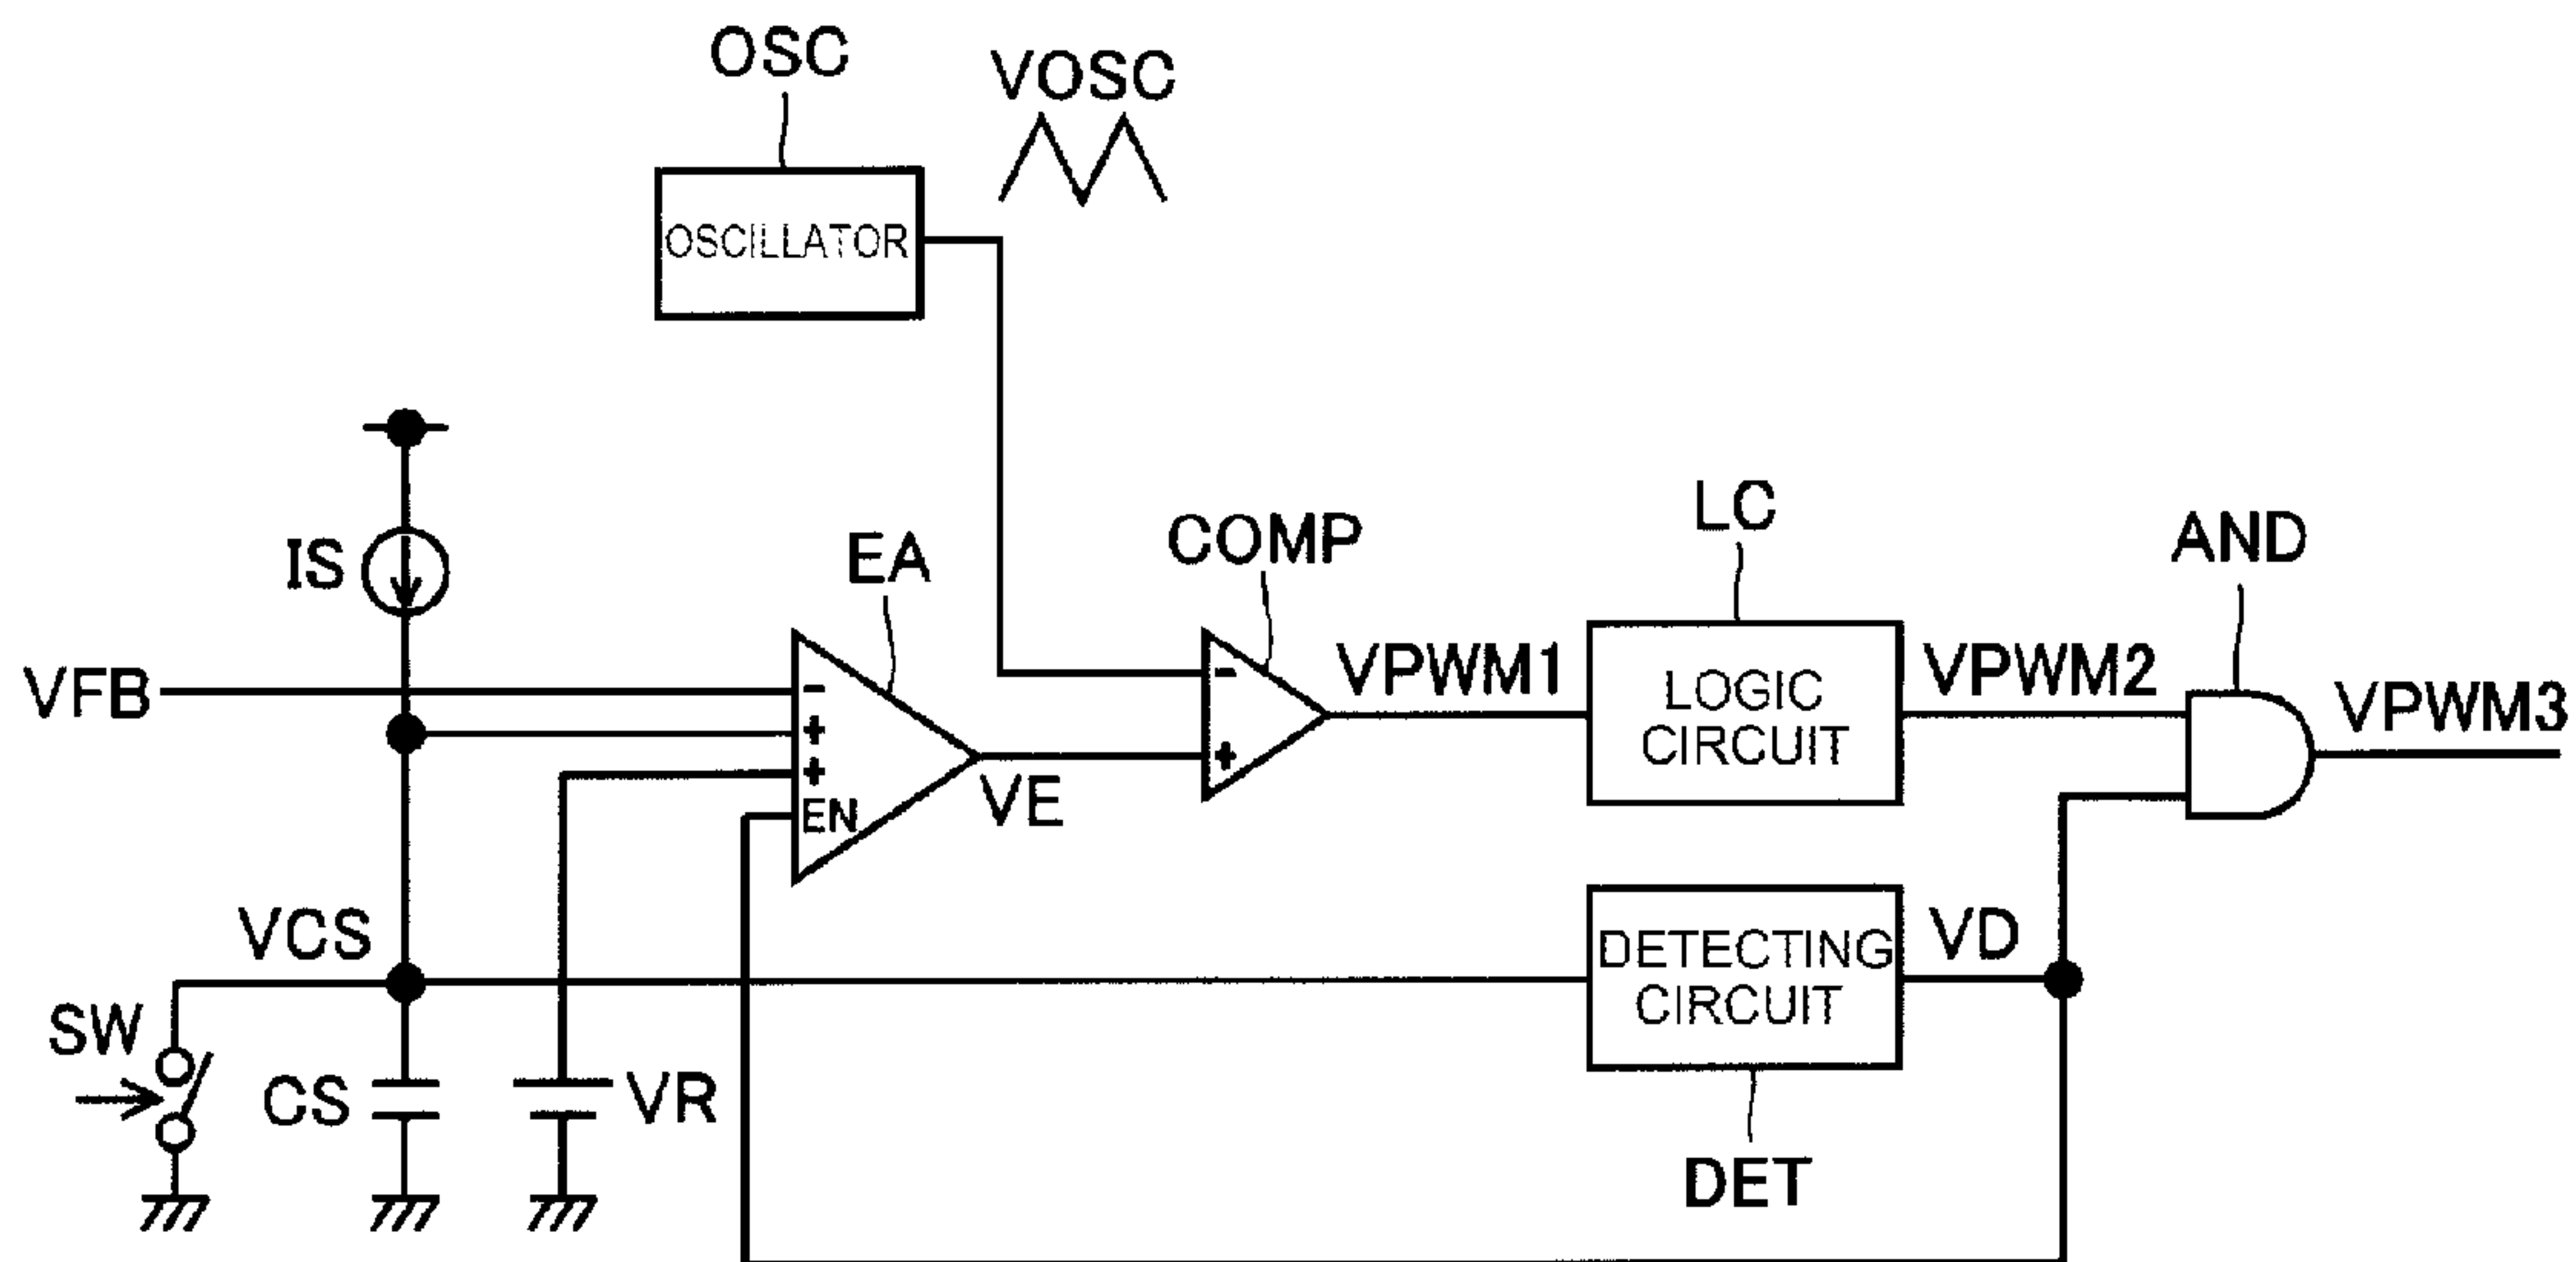 OSC
VOSC
OSCILLATOR
IS
EA
COMP
LC
AND
VFB
-
+
+
EN
VE
-
+
VPWM1
LOGIC
CIRCUIT
VPWM2
VPWM3
VCS
DETECTING
CIRCUIT
VD
SW
CS
VR
DET